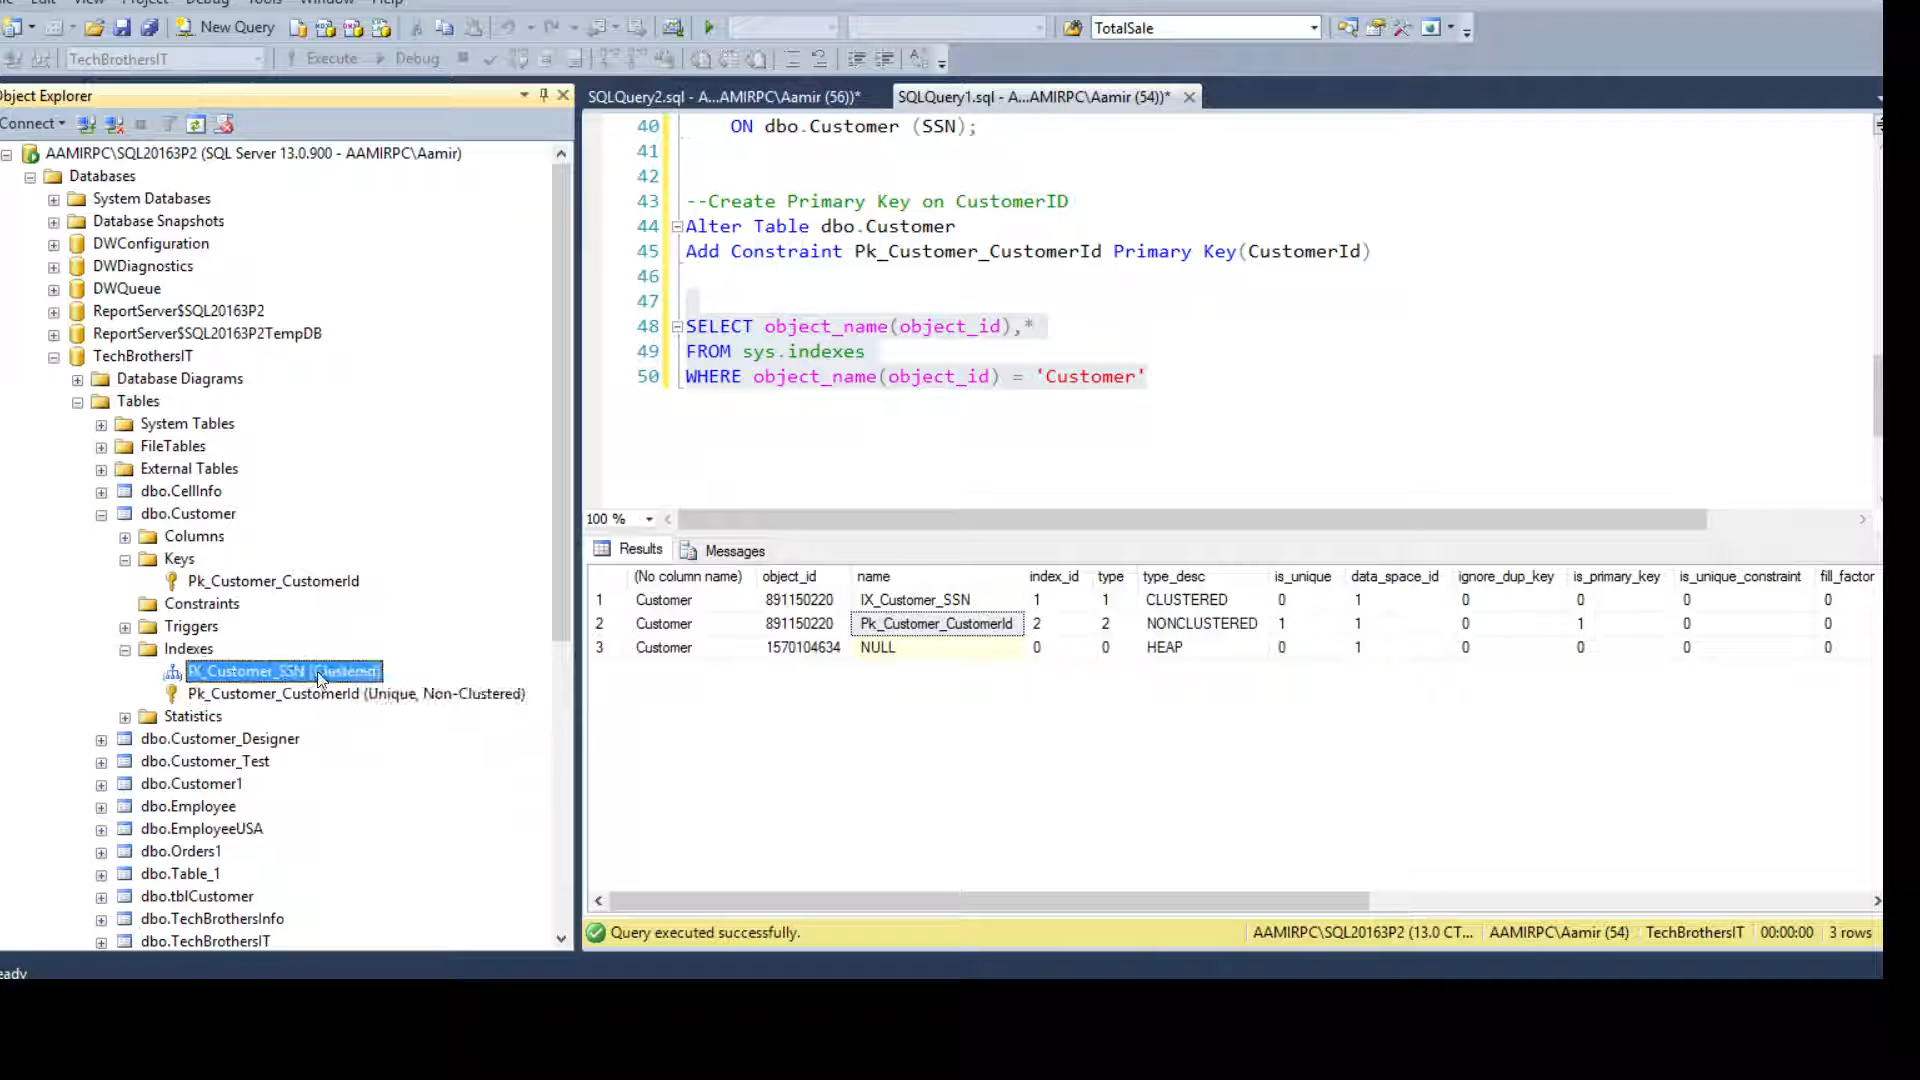 Edit View Project Debug Tools Window Help
New Query
TotalSale
TechBrothersIT
Execute
Debug
Object Explorer
Connect
AAMIRPC\SQL20163P2 (SQL Server 13.0.900 - AAMIRPC\Aamir)
Databases
System Databases
Database Snapshots
DWConfiguration
DWDiagnostics
DWQueue
ReportServer$SQL20163P2
ReportServer$SQL20163P2TempDB
TechBrothersIT
Database Diagrams
Tables
System Tables
FileTables
External Tables
dbo.CellInfo
dbo.Customer
Columns
Keys
Pk_Customer_CustomerId
Constraints
Triggers
Indexes
IX_Customer_SSN (Clustered)
Pk_Customer_CustomerId (Unique, Non-Clustered)
Statistics
dbo.Customer_Designer
dbo.Customer_Test
dbo.Customer1
dbo.Employee
dbo.EmployeeUSA
dbo.Orders1
dbo.Table_1
dbo.tblCustomer
dbo.TechBrothersInfo
dbo.TechBrothersIT
SQLQuery2.sql - A...AMIRPC\Aamir (56))*
SQLQuery1.sql - A...AMIRPC\Aamir (54))*
40 ON dbo.Customer (SSN);
41
42
43 --Create Primary Key on CustomerID
44 Alter Table dbo.Customer
45 Add Constraint Pk_Customer_CustomerId Primary Key(CustomerId)
46
47
48 SELECT object_name(object_id),*
49 FROM sys.indexes
50 WHERE object_name(object_id) = 'Customer'
100 %
Results
Messages
(No column name) object_id name index_id type type_desc is_unique data_space_id ignore_dup_key is_primary_key is_unique_constraint fill_factor
1 Customer 891150220 IX_Customer_SSN 1 1 CLUSTERED 0 1 0 0 0 0
2 Customer 891150220 Pk_Customer_CustomerId 2 2 NONCLUSTERED 1 1 0 1 0 0
3 Customer 1570104634 NULL 0 0 HEAP 0 1 0 0 0 0
Query executed successfully.
AAMIRPC\SQL20163P2 (13.0 CT...
AAMIRPC\Aamir (54)
TechBrothersIT
00:00:00
3 rows
eady